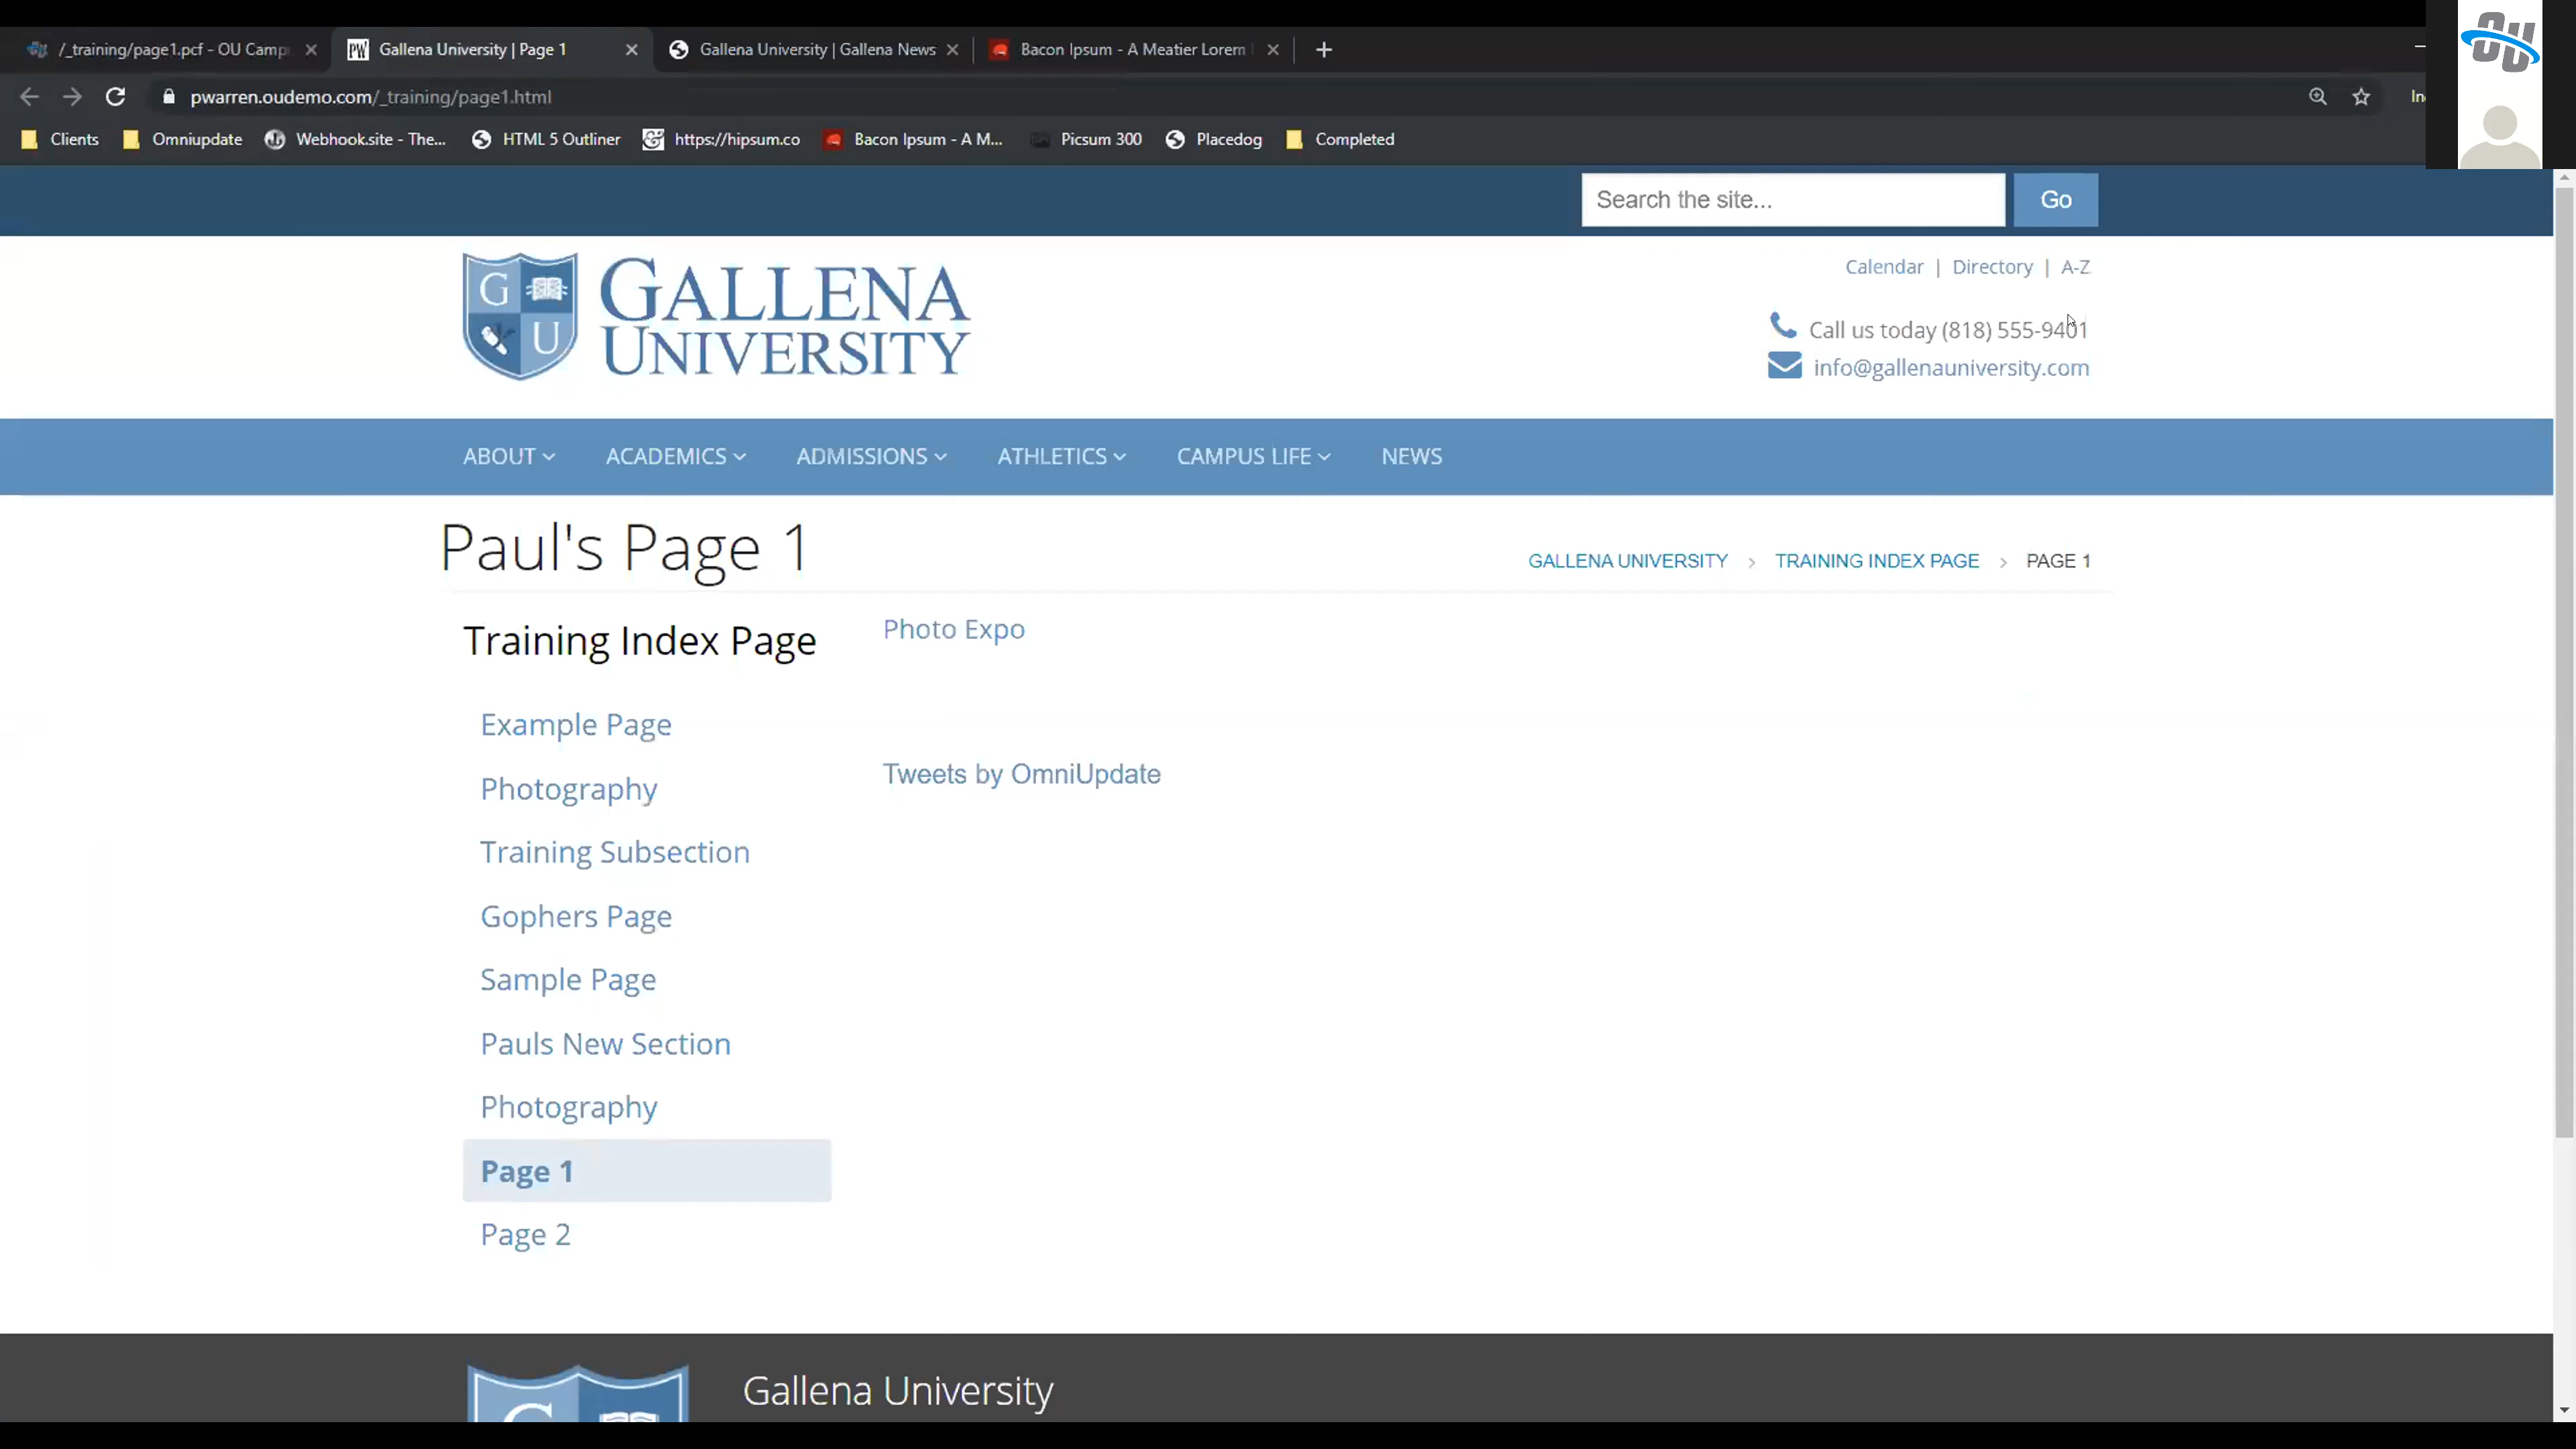 /_training/page1.pcf - OU Camp
Gallena University | Page 1
Gallena University | Gallena News
Bacon Ipsum - A Meatier Lorem
pwarren.oudemo.com/_training/page1.html
Clients
Omniupdate
Webhook.site - The...
HTML 5 Outliner
https://hipsum.co
Bacon Ipsum - A M...
Picsum 300
Placedog
Completed
Search the site...
Go
G
U
GALLENA
UNIVERSITY
Calendar | Directory | A-Z
Call us today (818) 555-9401
info@gallenauniversity.com
ABOUT
ACADEMICS
ADMISSIONS
ATHLETICS
CAMPUS LIFE
NEWS
Paul's Page 1
GALLENA UNIVERSITY > TRAINING INDEX PAGE > PAGE 1
Training Index Page
Photo Expo
Example Page
Tweets by OmniUpdate
Photography
Training Subsection
Gophers Page
Sample Page
Pauls New Section
Photography
Page 1
Page 2
Gallena University